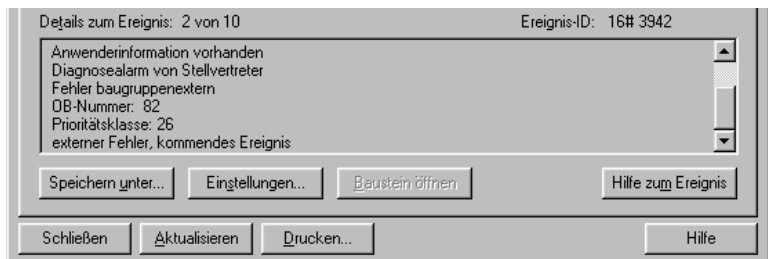 Details zum Ereignis: 2 von 10 Ereignis-ID: 16# 3942
Anwenderinformation vorhanden
Diagnosealarm von Stellvertreter
Fehler baugruppenextern
OB-Nummer: 82
Prioritätsklasse: 26
externer Fehler, kommendes Ereignis
Speichern unter... Einstellungen... Baustein öffnen Hilfe zum Ereignis
Schließen Aktualisieren Drucken... Hilfe